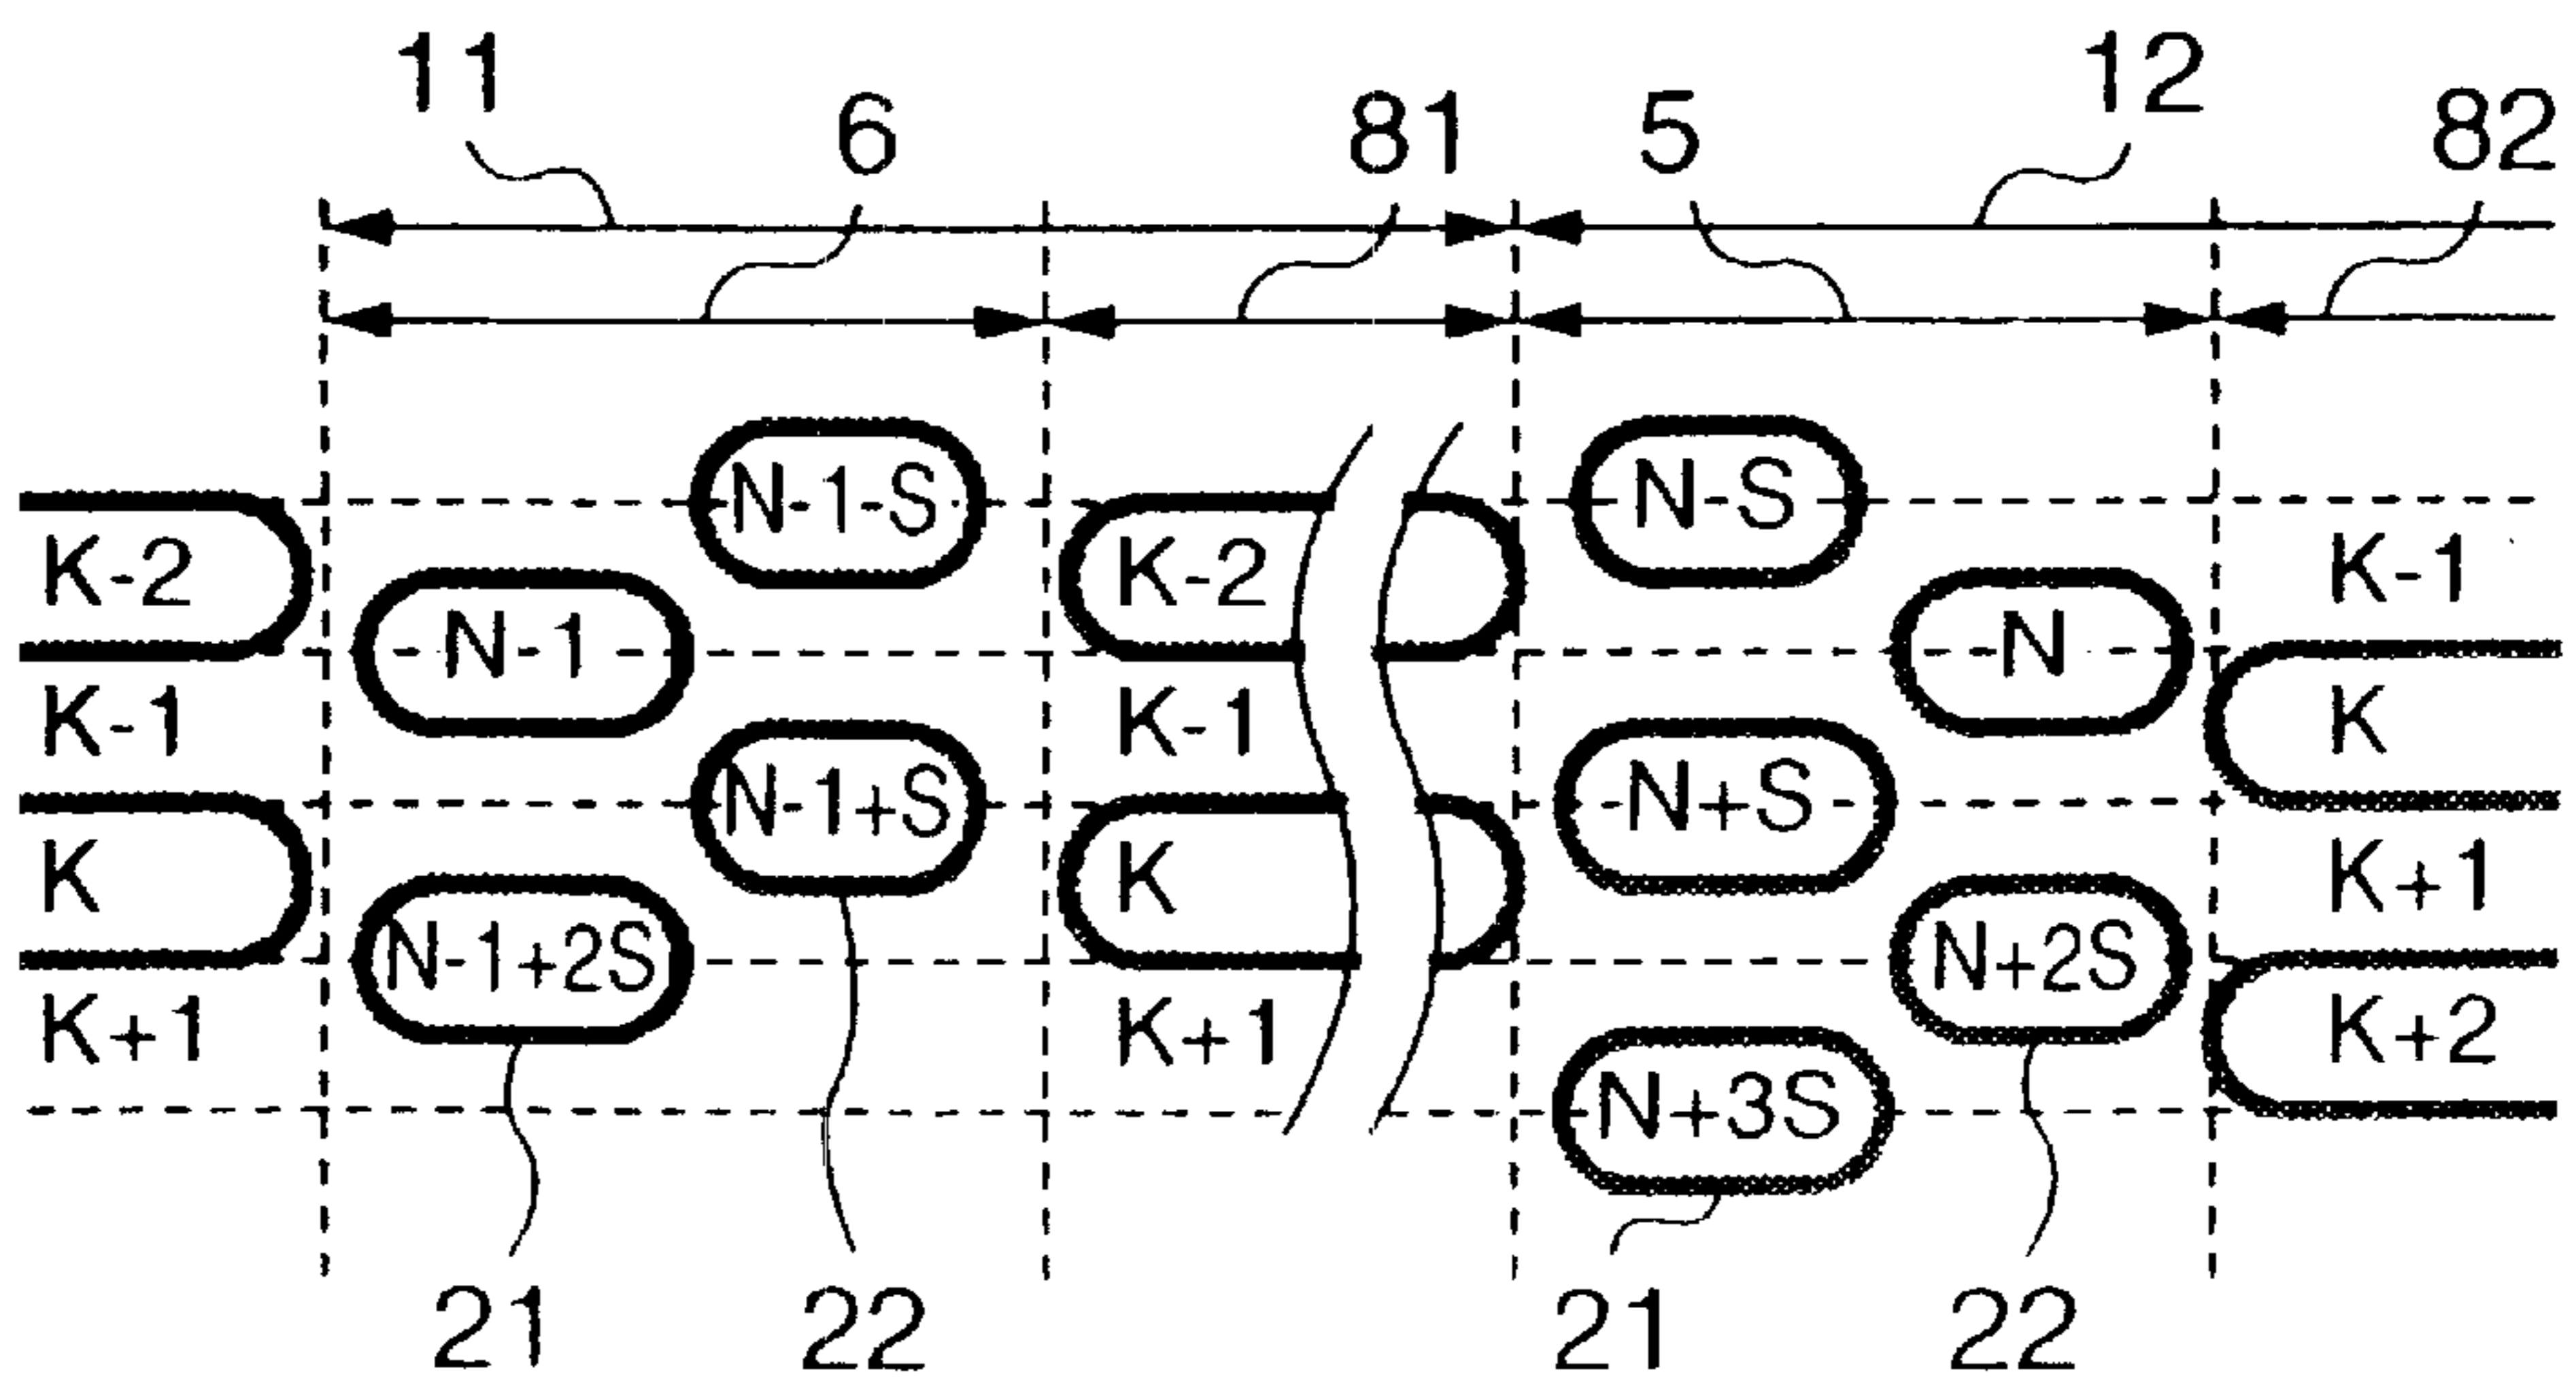 11 12
6 81 5 82
N-1-S N-S
K-2 K-2 K-1
N-1 N
K-1 K-1 K
N-1+S N+S
K K K+1
N-1+2S N+2S
K+1 K+1 K+2
N+3S
21 22 21 22